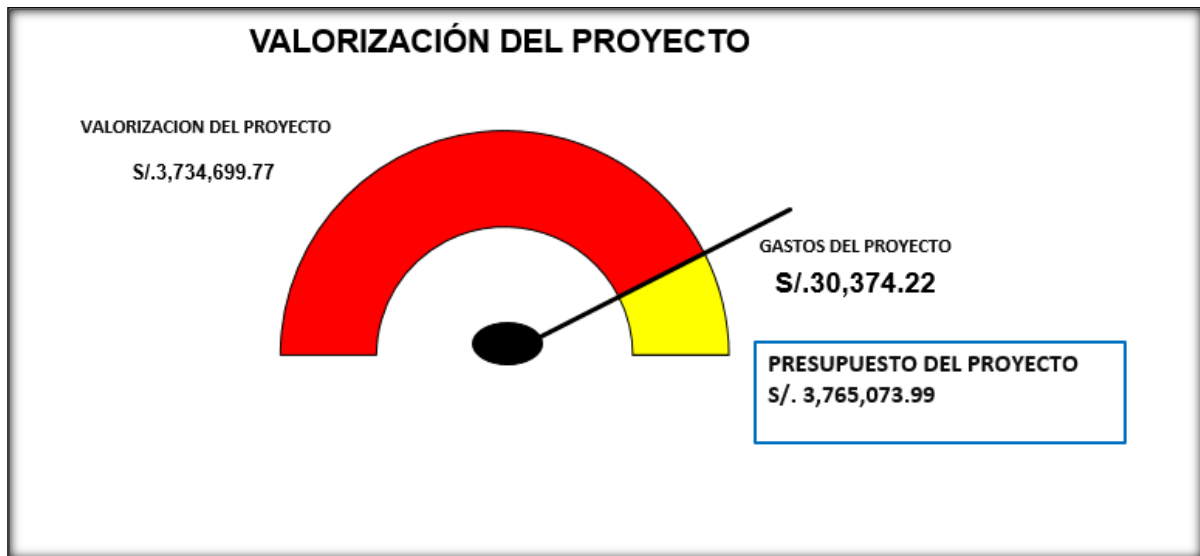 VALORIZACIÓN DEL PROYECTO
VALORIZACION DEL PROYECTO
S/.3,734,699.77
GASTOS DEL PROYECTO
S/.30,374.22
PRESUPUESTO DEL PROYECTO
S/. 3,765,073.99